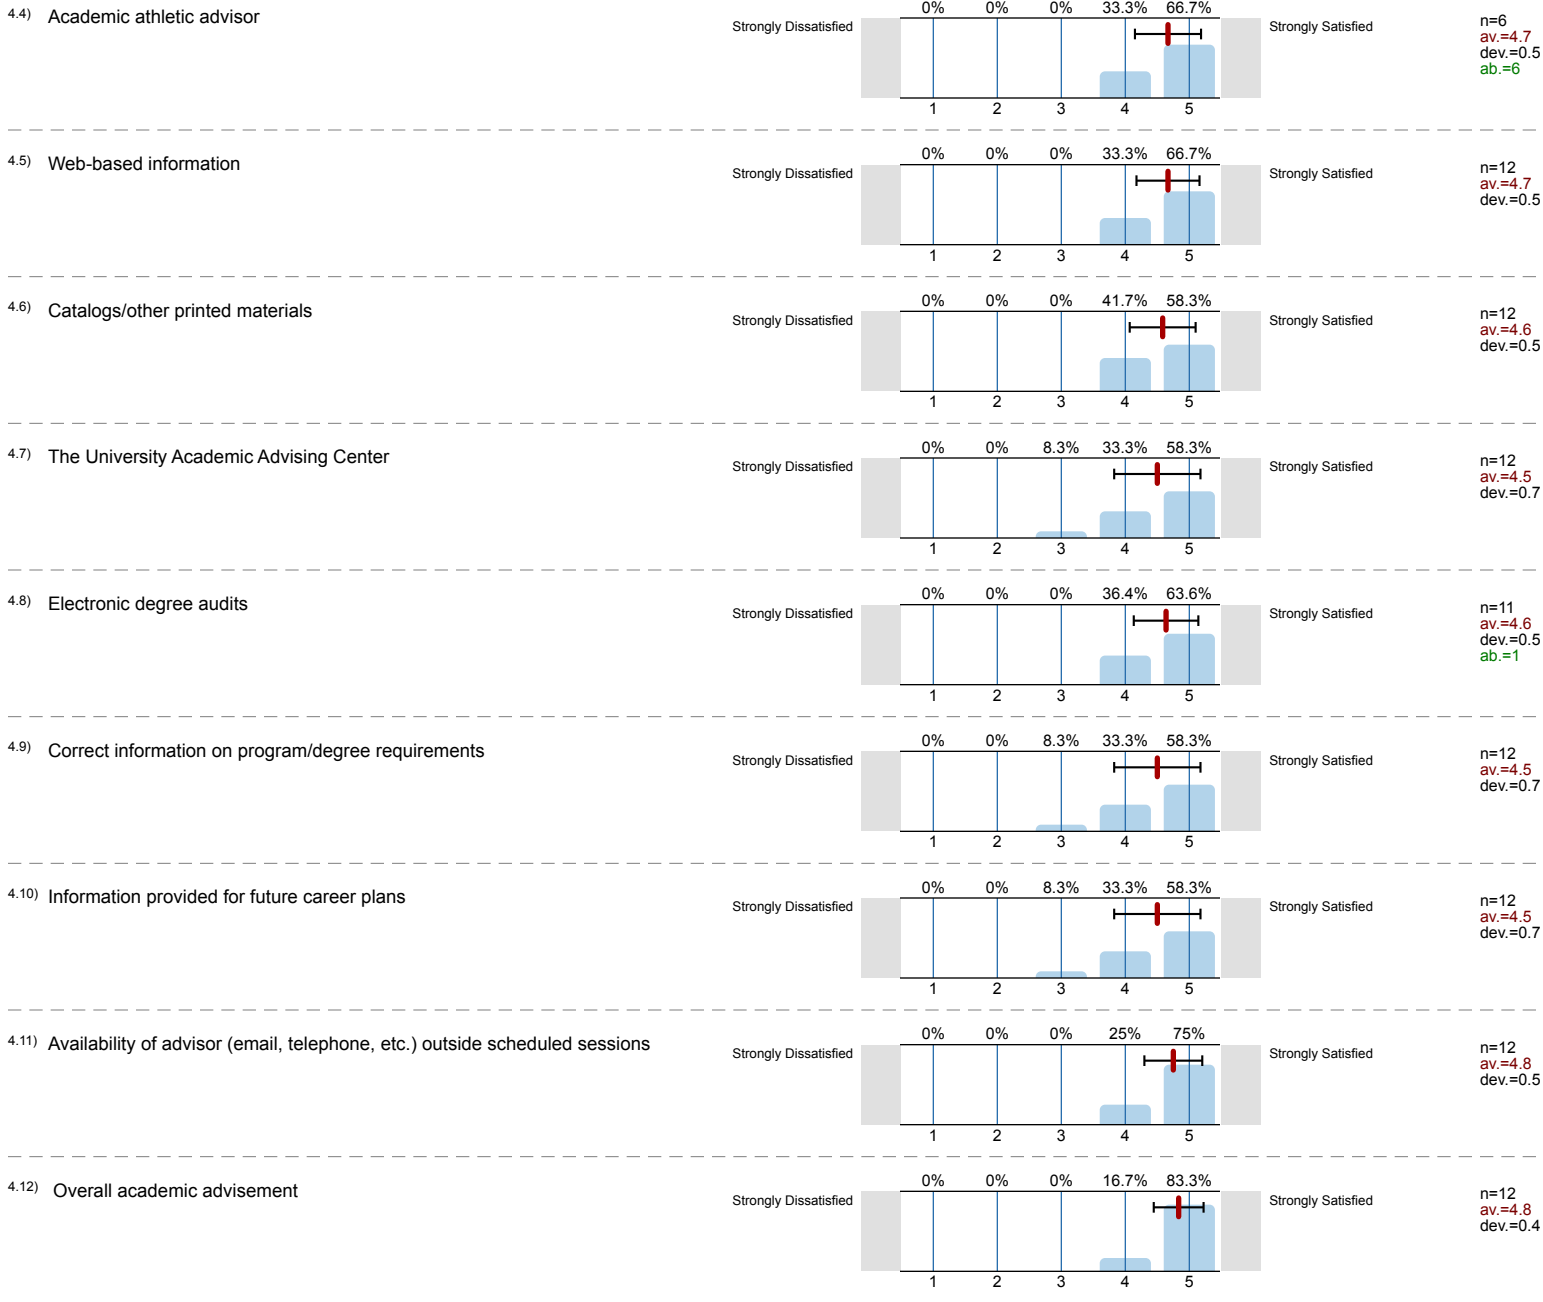 4.4) Academic athletic advisor
0% 0% 0% 33.3% 66.7%
Strongly Dissatisfied Strongly Satisfied
n=6
av.=4.7
dev.=0.5
ab.=6
1 2 3 4 5
4.5) Web-based information
0% 0% 0% 33.3% 66.7%
Strongly Dissatisfied Strongly Satisfied
n=12
av.=4.7
dev.=0.5
1 2 3 4 5
4.6) Catalogs/other printed materials
0% 0% 0% 41.7% 58.3%
Strongly Dissatisfied Strongly Satisfied
n=12
av.=4.6
dev.=0.5
1 2 3 4 5
4.7) The University Academic Advising Center
0% 0% 8.3% 33.3% 58.3%
Strongly Dissatisfied Strongly Satisfied
n=12
av.=4.5
dev.=0.7
1 2 3 4 5
4.8) Electronic degree audits
0% 0% 0% 36.4% 63.6%
Strongly Dissatisfied Strongly Satisfied
n=11
av.=4.6
dev.=0.5
ab.=1
1 2 3 4 5
4.9) Correct information on program/degree requirements
0% 0% 8.3% 33.3% 58.3%
Strongly Dissatisfied Strongly Satisfied
n=12
av.=4.5
dev.=0.7
1 2 3 4 5
4.10) Information provided for future career plans
0% 0% 8.3% 33.3% 58.3%
Strongly Dissatisfied Strongly Satisfied
n=12
av.=4.5
dev.=0.7
1 2 3 4 5
4.11) Availability of advisor (email, telephone, etc.) outside scheduled sessions
0% 0% 0% 25% 75%
Strongly Dissatisfied Strongly Satisfied
n=12
av.=4.8
dev.=0.5
1 2 3 4 5
4.12) Overall academic advisement
0% 0% 0% 16.7% 83.3%
Strongly Dissatisfied Strongly Satisfied
n=12
av.=4.8
dev.=0.4
1 2 3 4 5